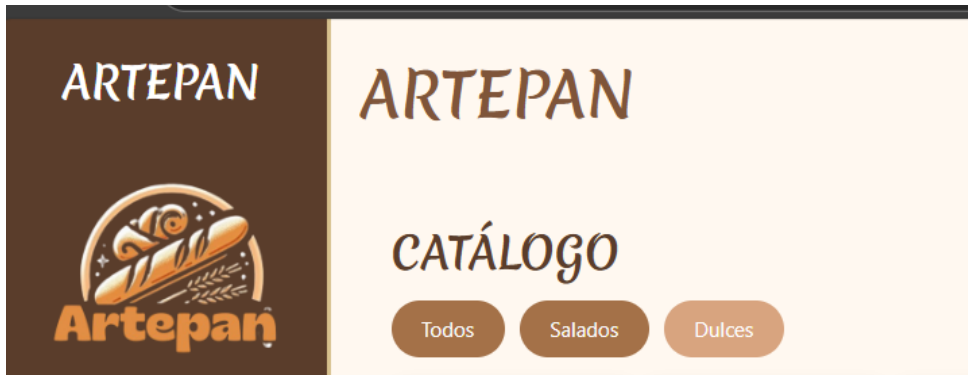 ARTEPAN
Artepan
ARTEPAN
CATÁLOGO
Todos Salados Dulces